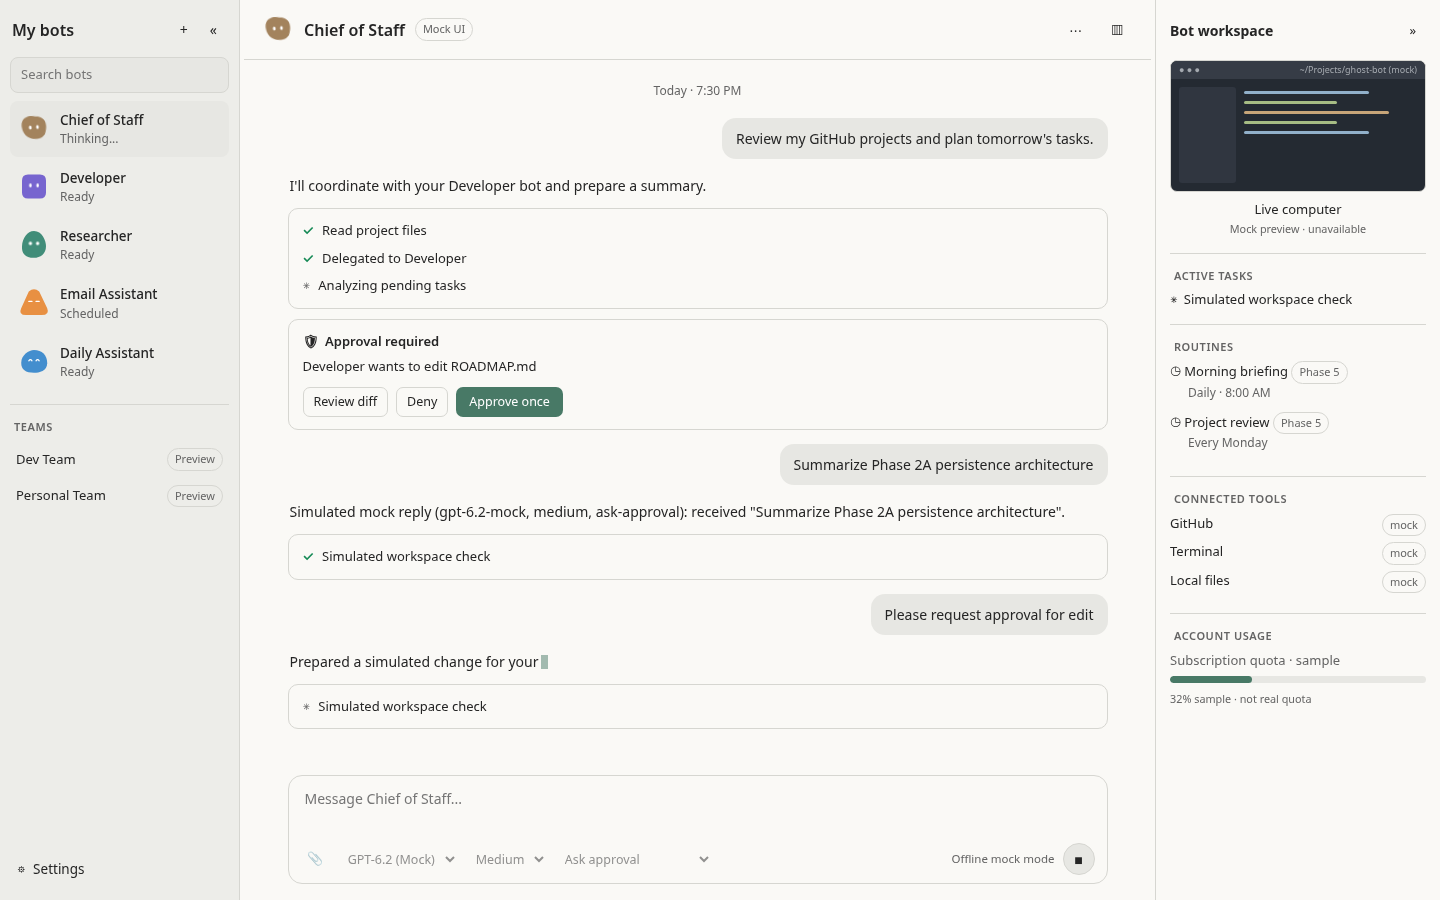 My bots
+
«
Search bots
Chief of Staff
Thinking...
Developer
Ready
Researcher
Ready
Email Assistant
Scheduled
Daily Assistant
Ready
TEAMS
Dev Team
Preview
Personal Team
Preview
Settings
Chief of Staff
Mock UI
...
Today · 7:30 PM
Review my GitHub projects and plan tomorrow's tasks.
I'll coordinate with your Developer bot and prepare a summary.
Read project files
Delegated to Developer
Analyzing pending tasks
Approval required
Developer wants to edit ROADMAP.md
Review diff
Deny
Approve once
Summarize Phase 2A persistence architecture
Simulated mock reply (gpt-6.2-mock, medium, ask-approval): received "Summarize Phase 2A persistence architecture".
Simulated workspace check
Please request approval for edit
Prepared a simulated change for your
Simulated workspace check
Message Chief of Staff...
GPT-6.2 (Mock)
Medium
Ask approval
Offline mock mode
Bot workspace
»
~/Projects/ghost-bot (mock)
Live computer
Mock preview · unavailable
ACTIVE TASKS
Simulated workspace check
ROUTINES
Morning briefing
Phase 5
Daily · 8:00 AM
Project review
Phase 5
Every Monday
CONNECTED TOOLS
GitHub
mock
Terminal
mock
Local files
mock
ACCOUNT USAGE
Subscription quota · sample
32% sample · not real quota